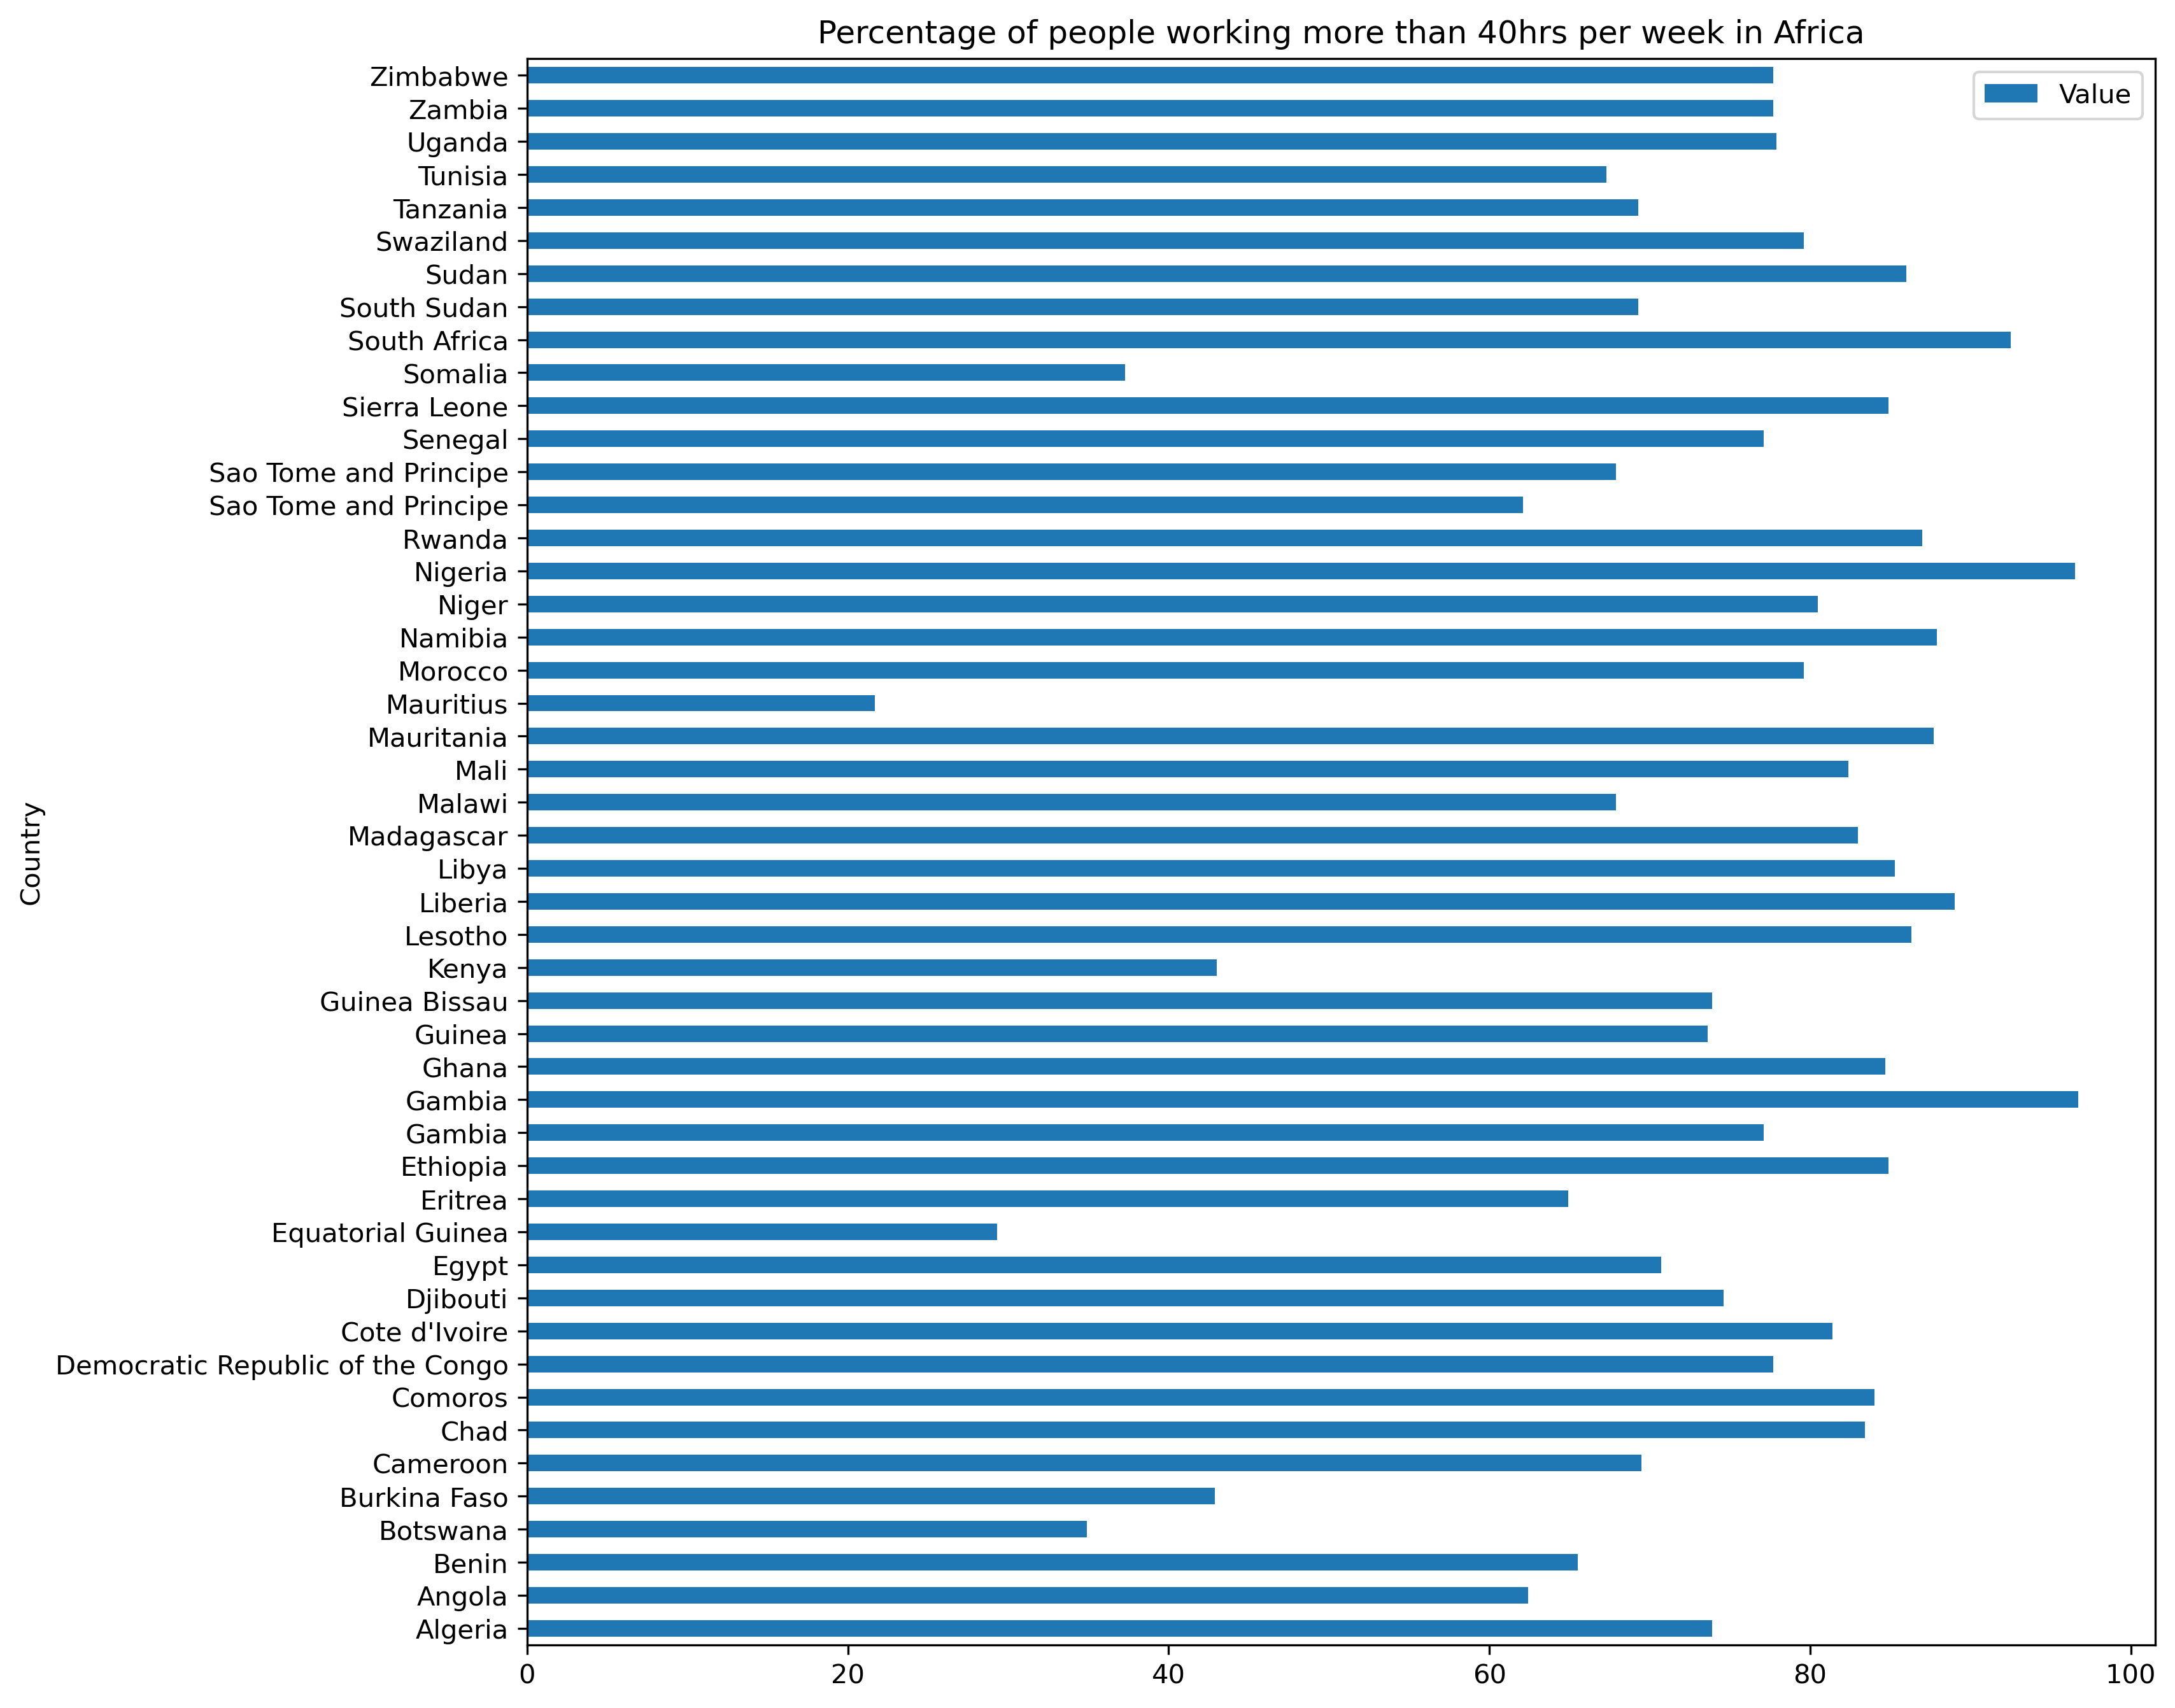 Percentage of people working more than 40hrs per week in Africa
Value
Country
Zimbabwe
Zambia
Uganda
Tunisia
Tanzania
Swaziland
Sudan
South Sudan
South Africa
Somalia
Sierra Leone
Senegal
Sao Tome and Principe
Sao Tome and Principe
Rwanda
Nigeria
Niger
Namibia
Morocco
Mauritius
Mauritania
Mali
Malawi
Madagascar
Libya
Liberia
Lesotho
Kenya
Guinea Bissau
Guinea
Ghana
Gambia
Gambia
Ethiopia
Eritrea
Equatorial Guinea
Egypt
Djibouti
Cote d'Ivoire
Democratic Republic of the Congo
Comoros
Chad
Cameroon
Burkina Faso
Botswana
Benin
Angola
Algeria
0 20 40 60 80 100